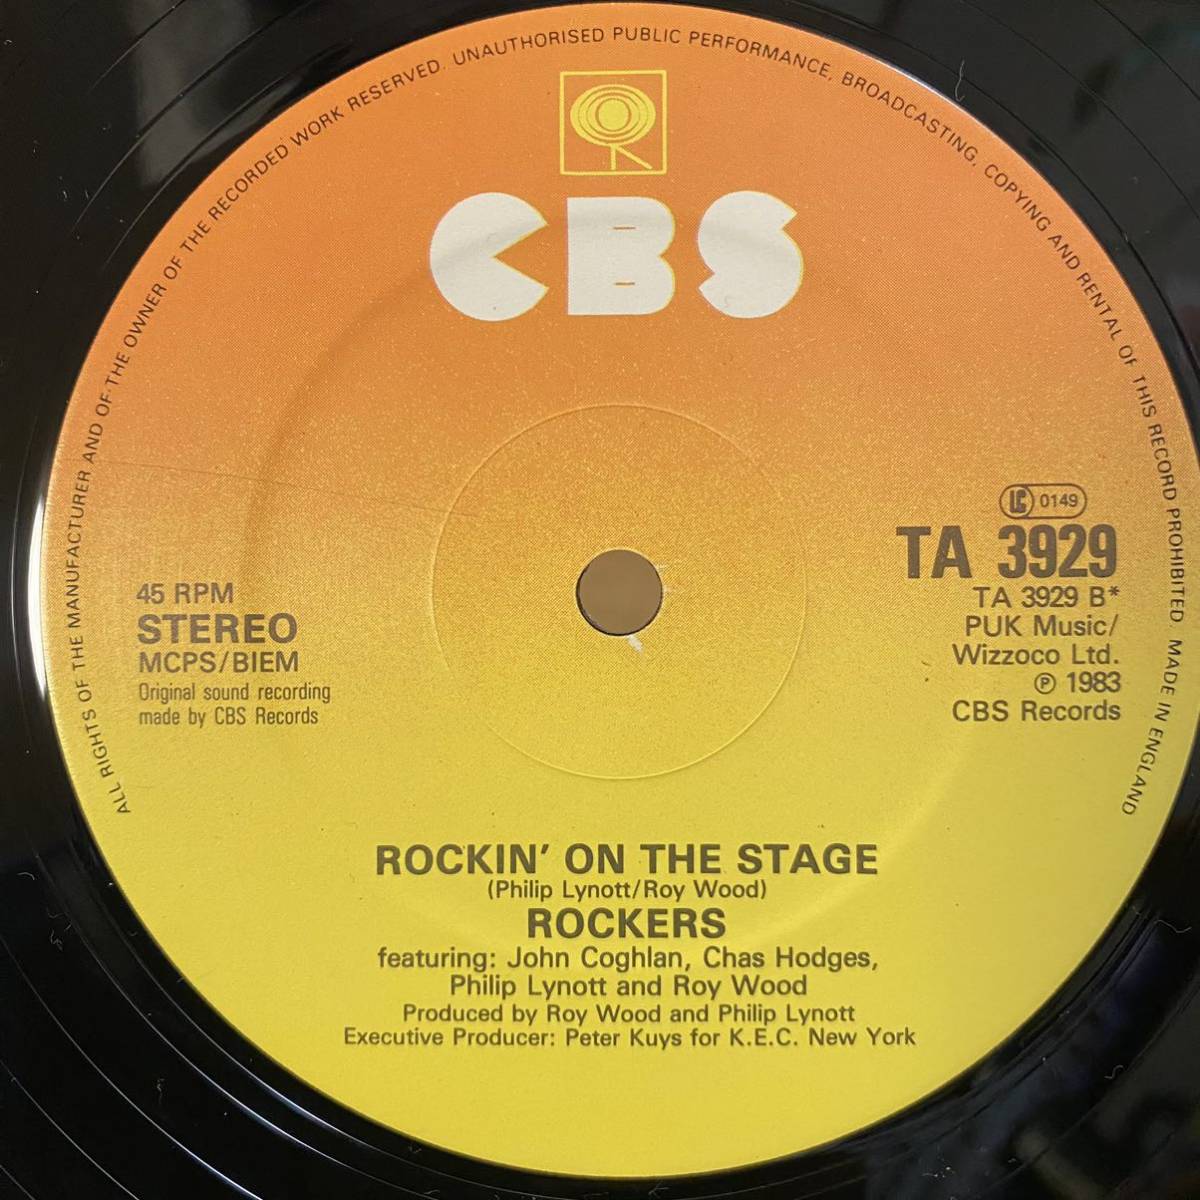 ALL RIGHTS OF THE MANUFACTURER AND OF THE OWNER OF THE RECORDED WORK RESERVED. UNAUTHORISED PUBLIC PERFORMANCE, BROADCASTING, COPYING AND RENTAL OF THIS RECORD PROHIBITED. MADE IN ENGLAND
CBS
LC 0149
TA 3929
TA 3929 B*
PUK Music/
Wizzoco Ltd.
℗ 1983
CBS Records
45 RPM
STEREO
MCPS/BIEM
Original sound recording
made by CBS Records
ROCKIN' ON THE STAGE
(Philip Lynott/Roy Wood)
ROCKERS
featuring: John Coghlan, Chas Hodges,
Philip Lynott and Roy Wood
Produced by Roy Wood and Philip Lynott
Executive Producer: Peter Kuys for K.E.C. New York